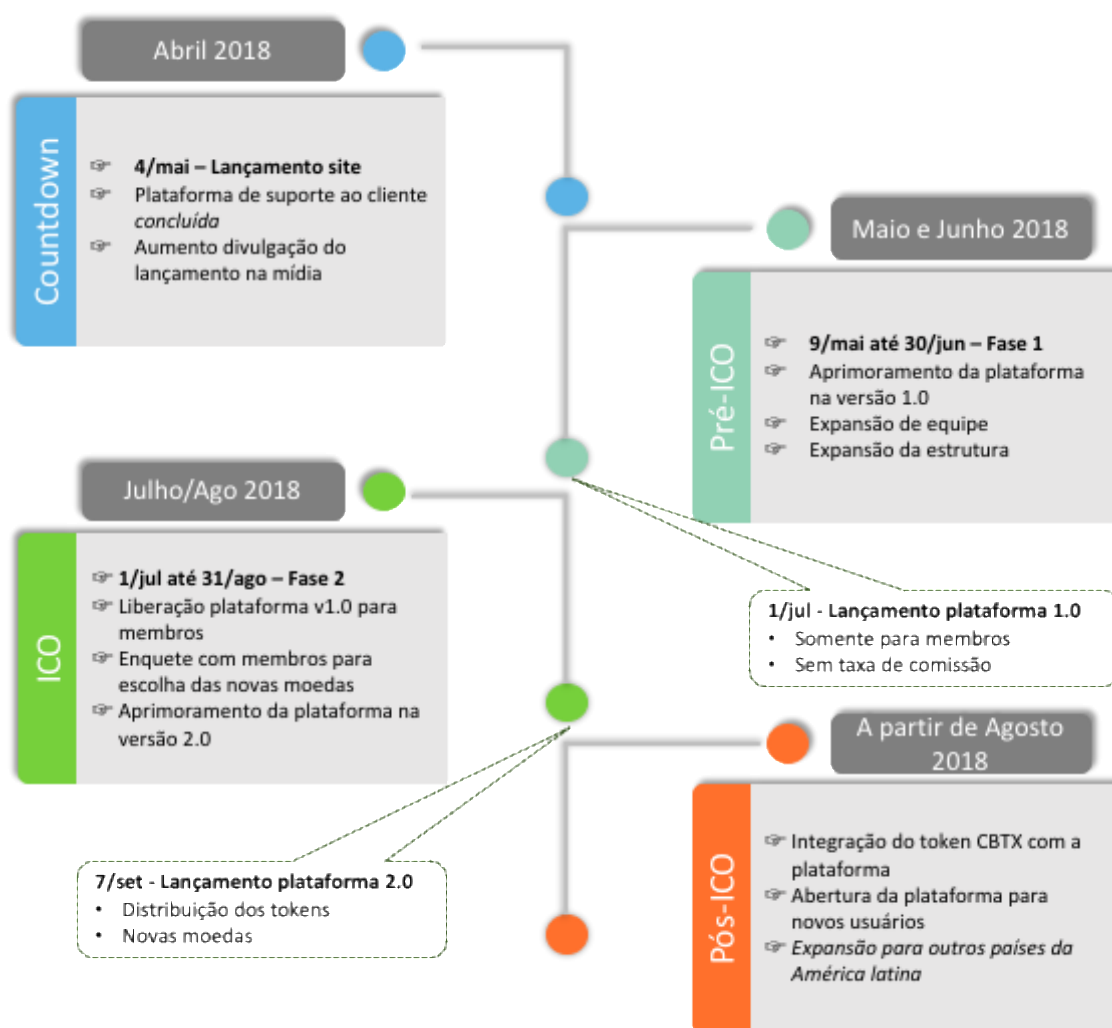 Abril 2018
Countdown
☞ 4/mai – Lançamento site
☞ Plataforma de suporte ao cliente
concluída
☞ Aumento divulgação do
lançamento na mídia
Maio e Junho 2018
Pré-ICO
☞ 9/mai até 30/jun – Fase 1
☞ Aprimoramento da plataforma
na versão 1.0
☞ Expansão de equipe
☞ Expansão da estrutura
Julho/Ago 2018
ICO
☞ 1/jul até 31/ago – Fase 2
☞ Liberação plataforma v1.0 para
membros
☞ Enquete com membros para
escolha das novas moedas
☞ Aprimoramento da plataforma na
versão 2.0
1/jul - Lançamento plataforma 1.0
• Somente para membros
• Sem taxa de comissão
A partir de Agosto
2018
Pós-ICO
☞ Integração do token CBTX com a
plataforma
☞ Abertura da plataforma para
novos usuários
☞ Expansão para outros países da
América latina
7/set - Lançamento plataforma 2.0
• Distribuição dos tokens
• Novas moedas